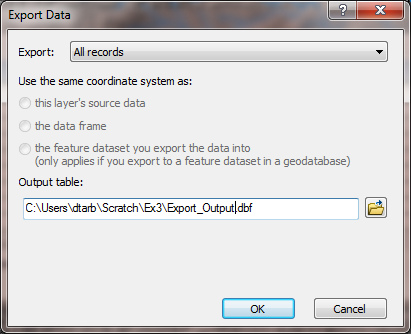 Export Data
Export: All records
Use the same coordinate system as:
this layer's source data
the data frame
the feature dataset you export the data into
(only applies if you export to a feature dataset in a geodatabase)
Output table:
C:\Users\dtarb\Scratch\Ex3\Export_Output.dbf
OK Cancel